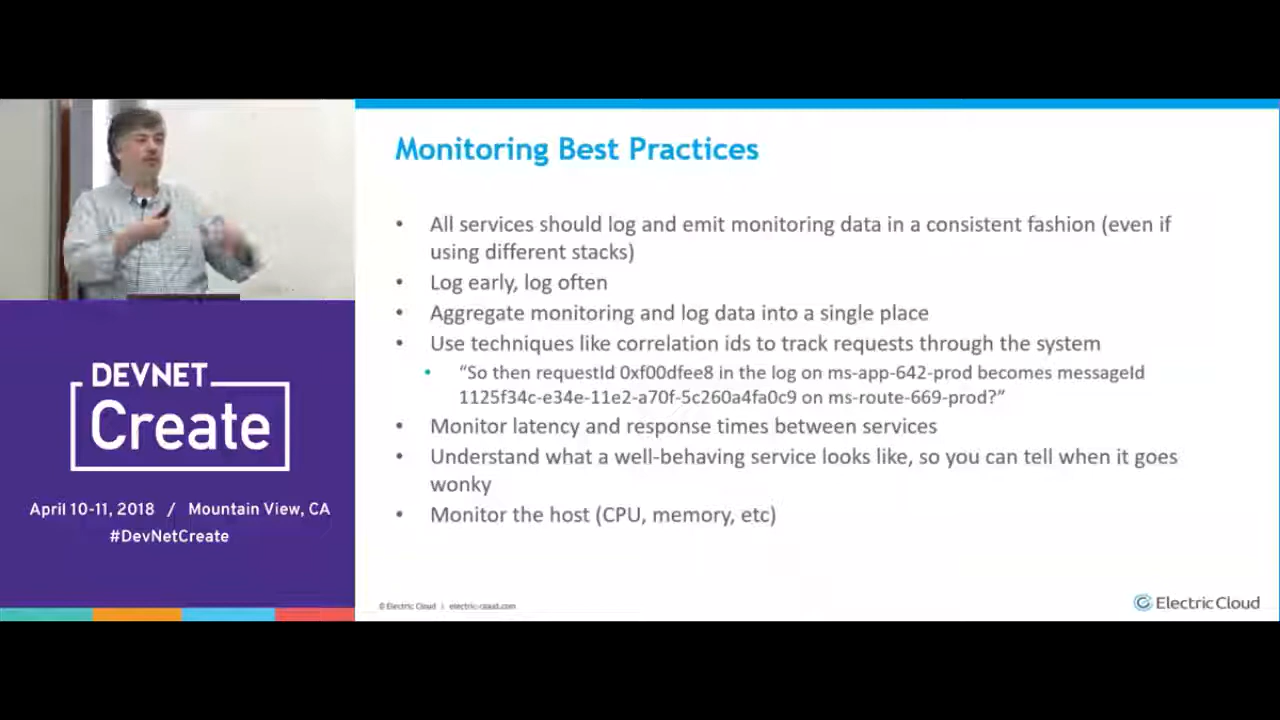 Monitoring Best Practices
• All services should log and emit monitoring data in a consistent fashion (even if
using different stacks)
• Log early, log often
• Aggregate monitoring and log data into a single place
• Use techniques like correlation ids to track requests through the system
• “So then requestId 0xf00dfee8 in the log on ms-app-642-prod becomes messageId
1125f34c-e34e-11e2-a70f-5c260a4fa0c9 on ms-route-669-prod?”
• Monitor latency and response times between services
• Understand what a well-behaving service looks like, so you can tell when it goes
wonky
• Monitor the host (CPU, memory, etc)
© Electric Cloud | electric-cloud.com
Electric Cloud
DEVNET
Create
April 10-11, 2018 / Mountain View, CA
#DevNetCreate